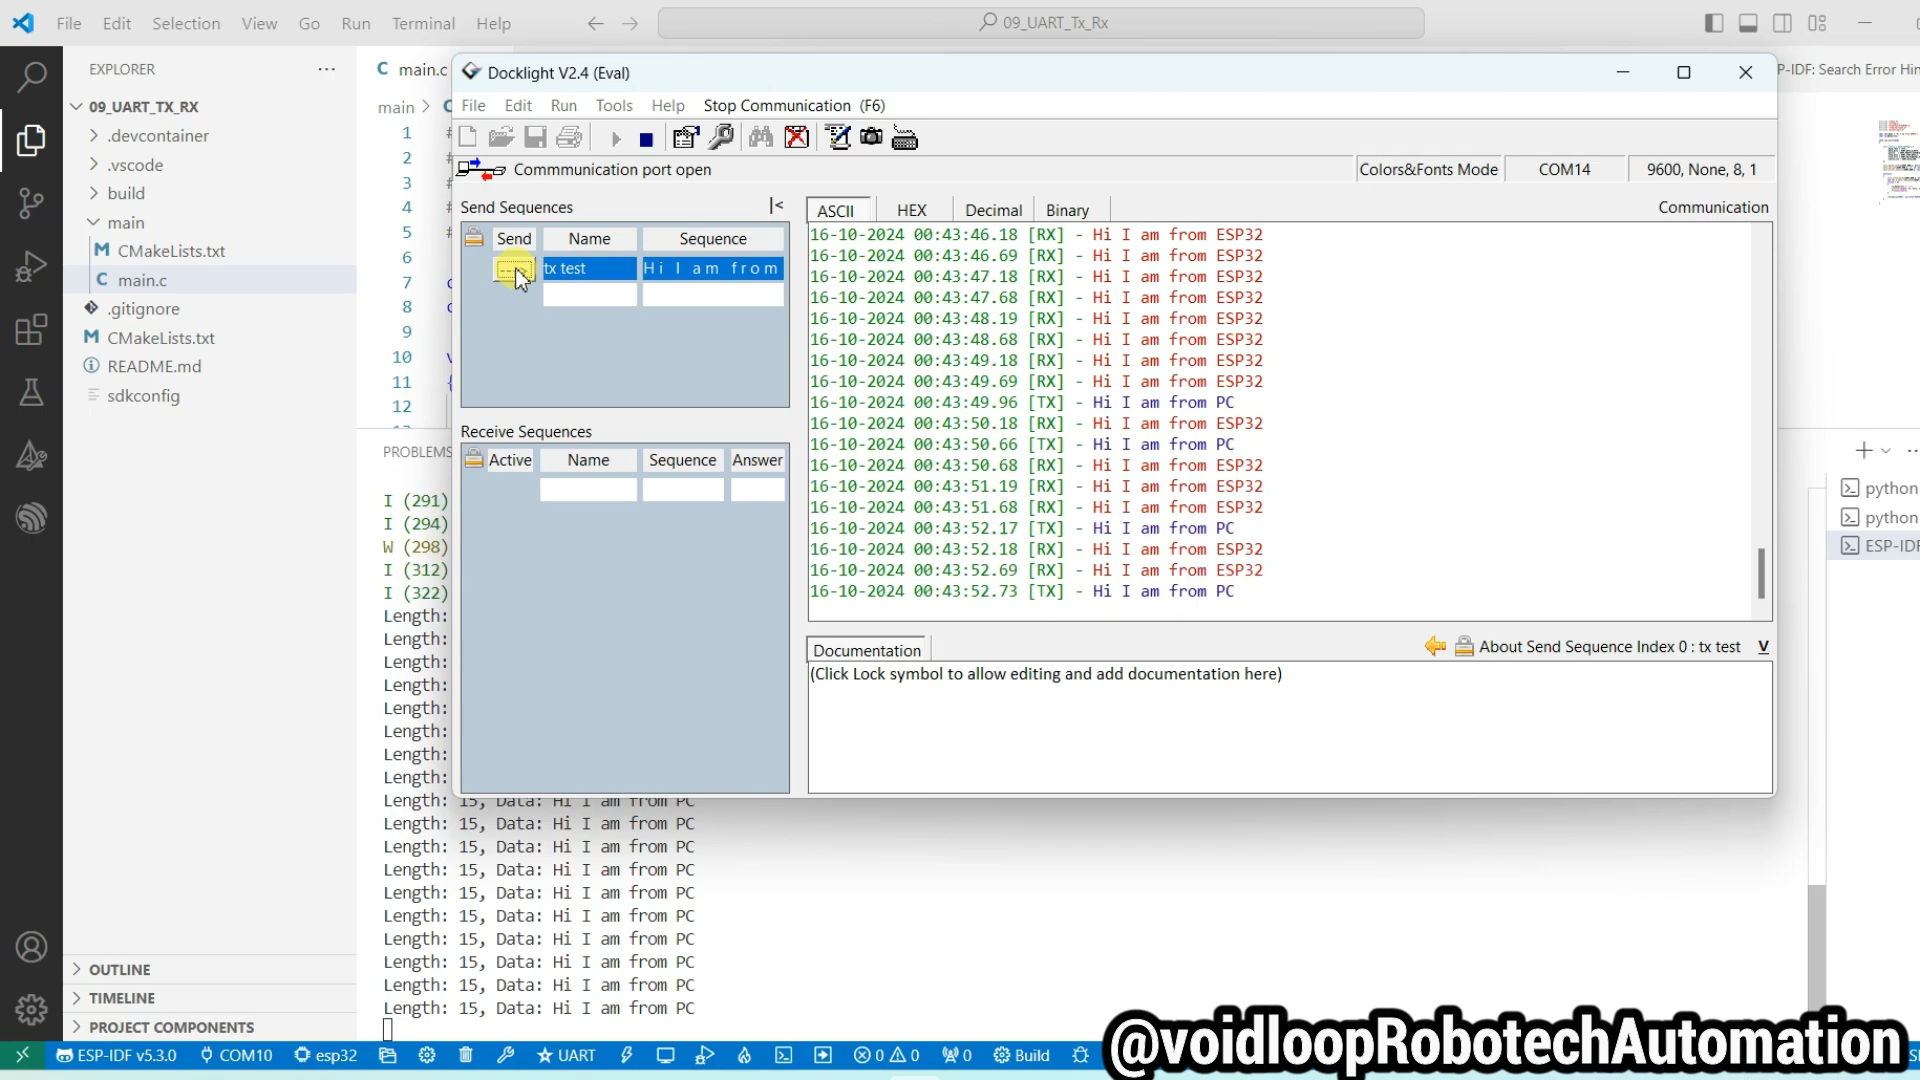 File Edit Selection View Go Run Terminal Help
09_UART_Tx_Rx
EXPLORER
09_UART_TX_RX
.devcontainer
.vscode
build
main
CMakeLists.txt
main.c
.gitignore
CMakeLists.txt
README.md
sdkconfig
OUTLINE
TIMELINE
PROJECT COMPONENTS
main.c
main
1
2
3
4
5
6
7
8
9
10
11
12
P-IDF: Search Error Hin
Docklight V2.4 (Eval)
File Edit Run Tools Help Stop Communication (F6)
Commmunication port open
Colors&Fonts Mode COM14 9600, None, 8, 1
Send Sequences
Send Name Sequence
----> tx test Hi I am from
Receive Sequences
Active Name Sequence Answer
ASCII HEX Decimal Binary Communication
16-10-2024 00:43:46.18 [RX] - Hi I am from ESP32
16-10-2024 00:43:46.69 [RX] - Hi I am from ESP32
16-10-2024 00:43:47.18 [RX] - Hi I am from ESP32
16-10-2024 00:43:47.68 [RX] - Hi I am from ESP32
16-10-2024 00:43:48.19 [RX] - Hi I am from ESP32
16-10-2024 00:43:48.68 [RX] - Hi I am from ESP32
16-10-2024 00:43:49.18 [RX] - Hi I am from ESP32
16-10-2024 00:43:49.69 [RX] - Hi I am from ESP32
16-10-2024 00:43:49.96 [TX] - Hi I am from PC
16-10-2024 00:43:50.18 [RX] - Hi I am from ESP32
16-10-2024 00:43:50.66 [TX] - Hi I am from PC
16-10-2024 00:43:50.68 [RX] - Hi I am from ESP32
16-10-2024 00:43:51.19 [RX] - Hi I am from ESP32
16-10-2024 00:43:51.68 [RX] - Hi I am from ESP32
16-10-2024 00:43:52.17 [TX] - Hi I am from PC
16-10-2024 00:43:52.18 [RX] - Hi I am from ESP32
16-10-2024 00:43:52.69 [RX] - Hi I am from ESP32
16-10-2024 00:43:52.73 [TX] - Hi I am from PC
Documentation About Send Sequence Index 0 : tx test V
(Click Lock symbol to allow editing and add documentation here)
PROBLEMS
python
python
ESP-IDF
I (291)
I (294)
W (298)
I (312)
I (322)
Length:
Length:
Length:
Length:
Length:
Length:
Length:
Length:
Length: 15, Data: Hi I am from PC
Length: 15, Data: Hi I am from PC
Length: 15, Data: Hi I am from PC
Length: 15, Data: Hi I am from PC
Length: 15, Data: Hi I am from PC
Length: 15, Data: Hi I am from PC
Length: 15, Data: Hi I am from PC
Length: 15, Data: Hi I am from PC
Length: 15, Data: Hi I am from PC
Length: 15, Data: Hi I am from PC
@voidloopRobotechAutomation
ESP-IDF v5.3.0 COM10 esp32 UART 0 0 0 Build